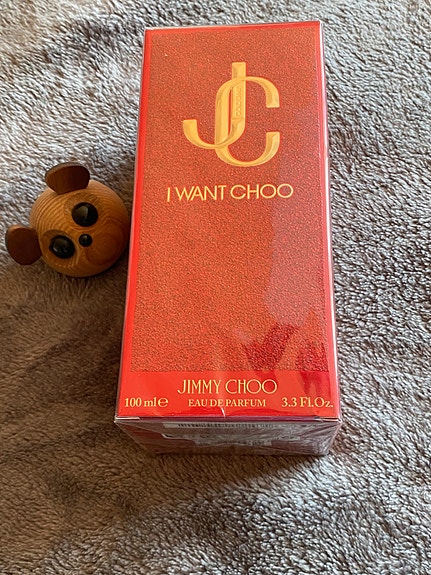 JC
I WANT CHOO
JIMMY CHOO
100 ml e EAU DE PARFUM 3.3 Fl.Oz.